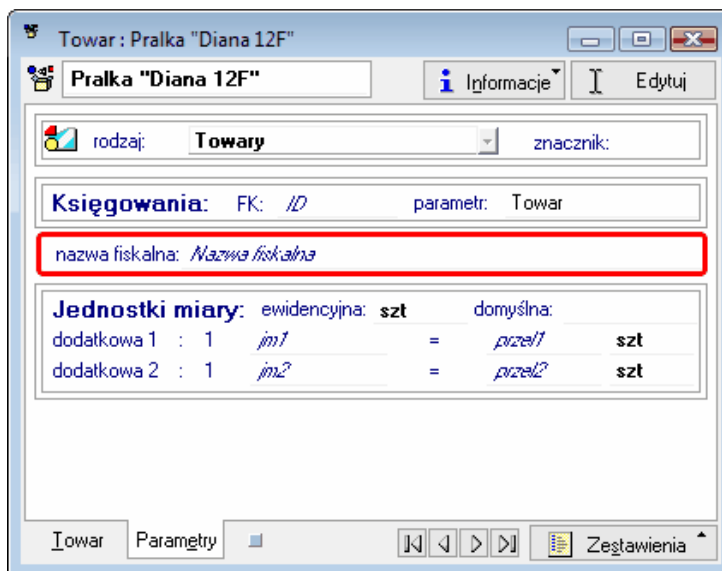 Towar : Pralka "Diana 12F"
Pralka "Diana 12F" Informacje Edytuj
rodzaj: Towary znacznik:
Księgowania: FK: ID parametr: Towar
nazwa fiskalna: Nazwa fiskalna
Jednostki miary: ewidencyjna: szt domyślna:
dodatkowa 1 : 1 jm1 = przel1 szt
dodatkowa 2 : 1 jm2 = przel2 szt
Towar Parametry Zestawienia